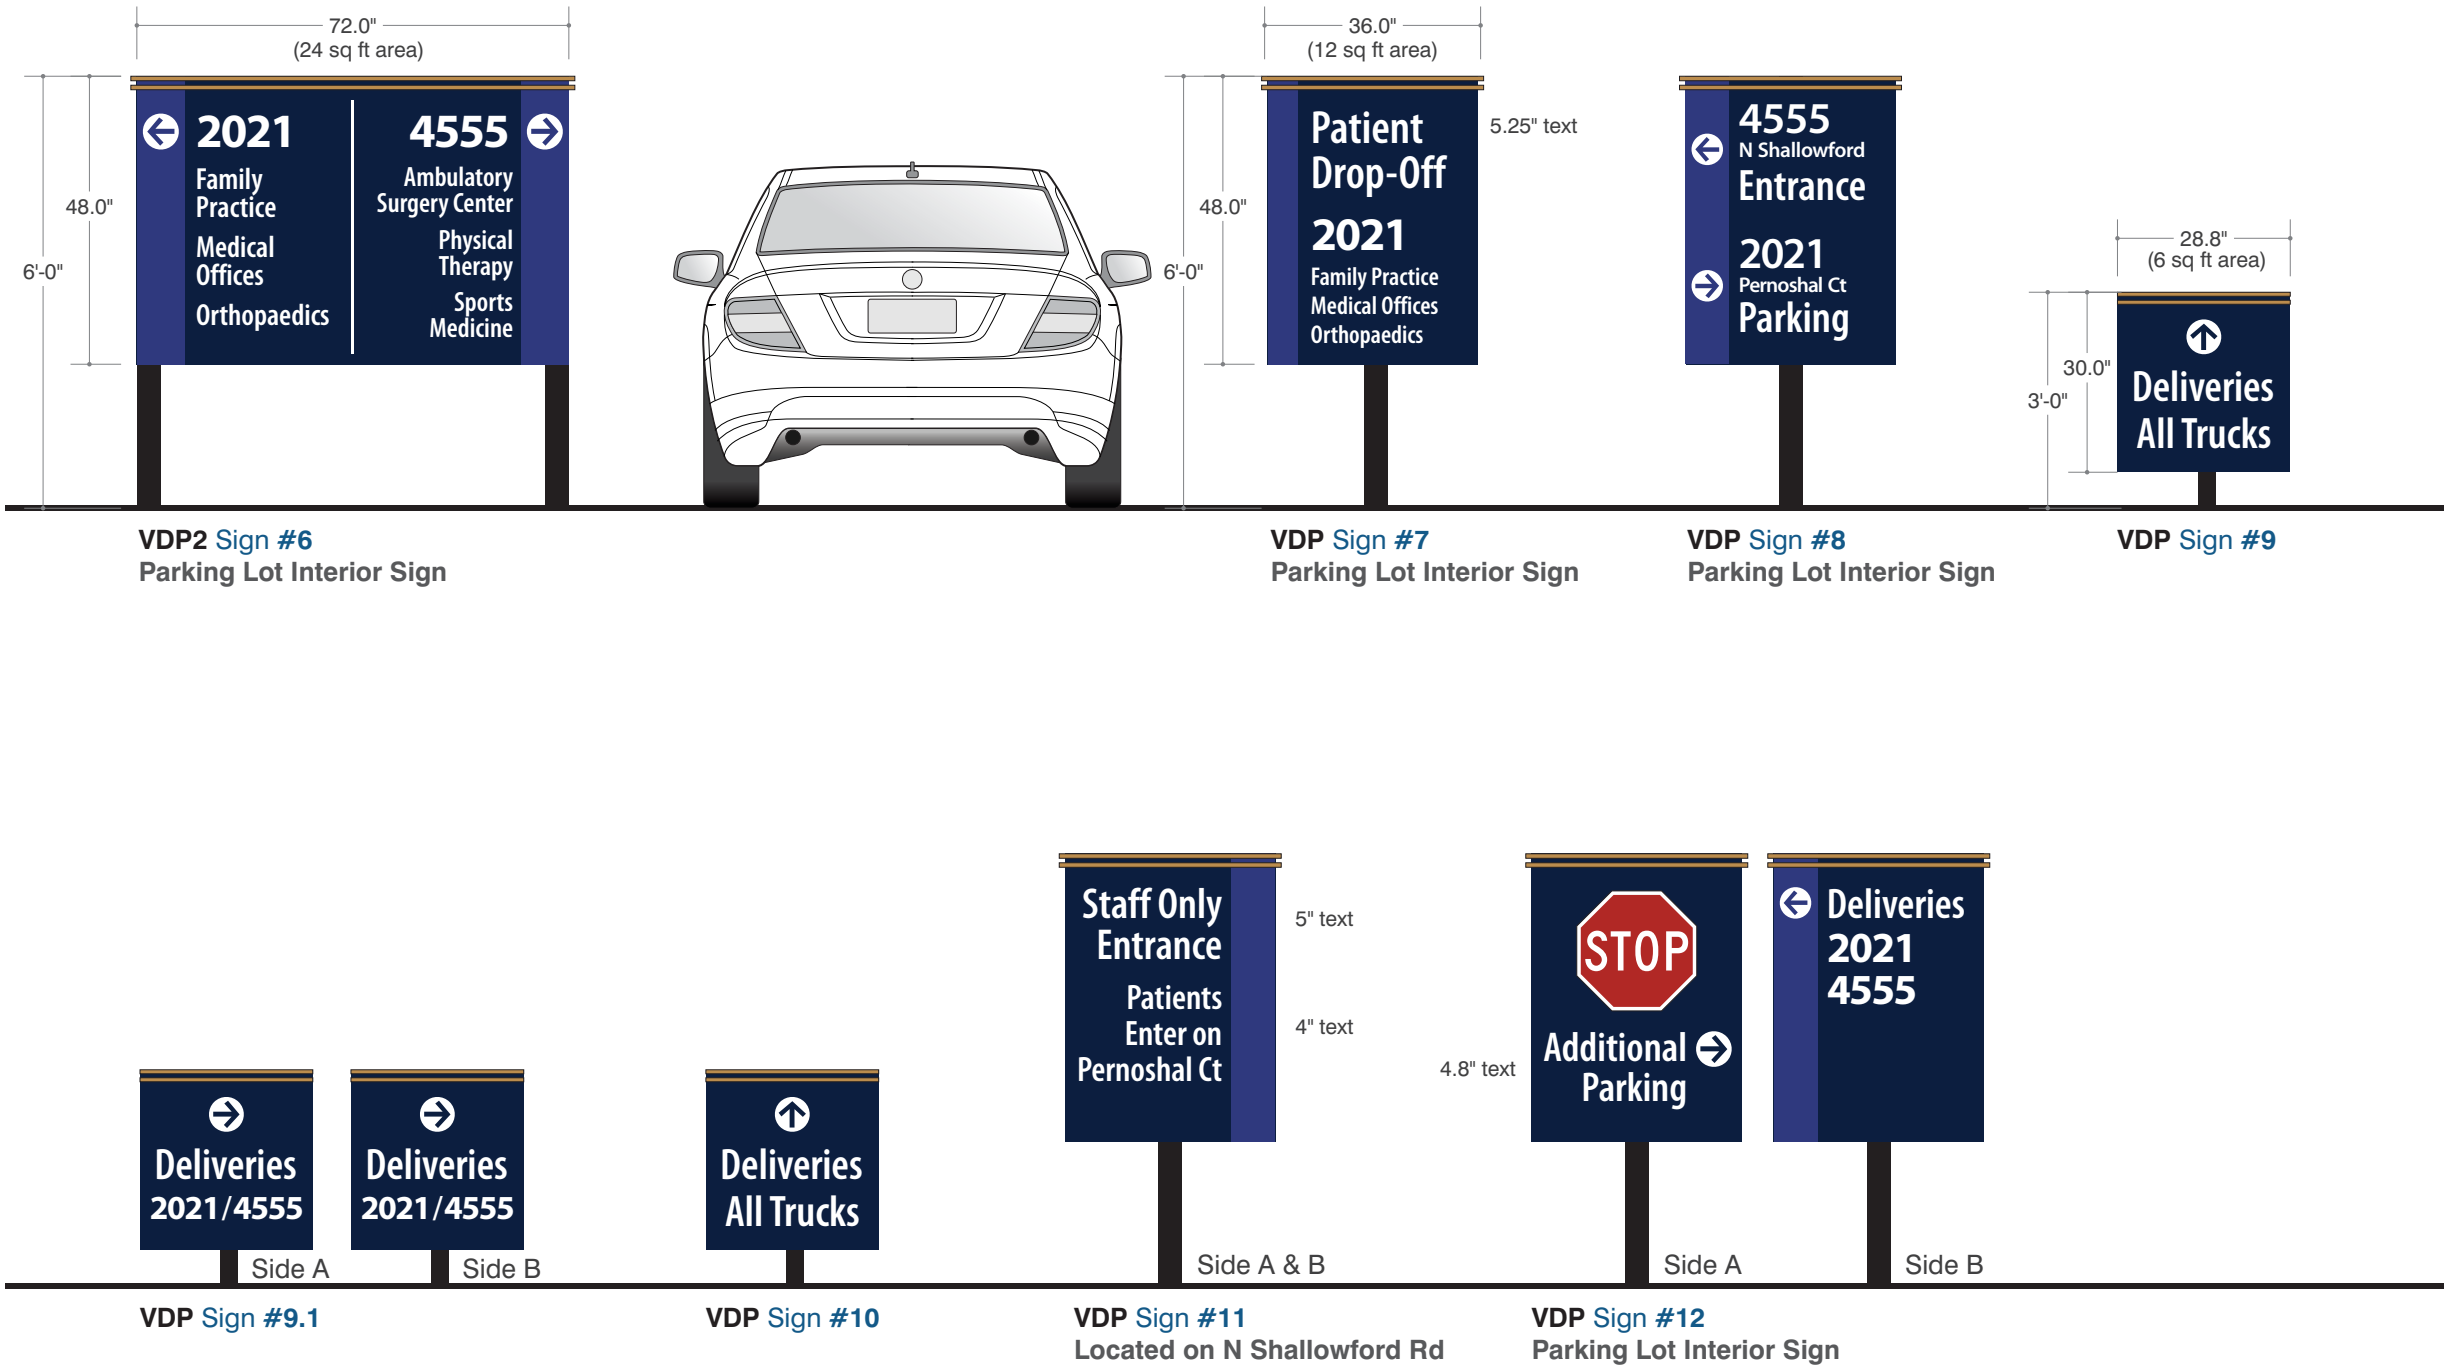 72.0"
(24 sq ft area)
6'-0"
48.0"
2021
Family
Practice
Medical
Offices
Orthopaedics
4555
Ambulatory
Surgery Center
Physical
Therapy
Sports
Medicine
VDP2 Sign #6
Parking Lot Interior Sign
36.0"
(12 sq ft area)
6'-0"
48.0"
Patient
Drop-Off
2021
Family Practice
Medical Offices
Orthopaedics
5.25" text
VDP Sign #7
Parking Lot Interior Sign
4555
N Shallowford
Entrance
2021
Pernoshal Ct
Parking
VDP Sign #8
Parking Lot Interior Sign
28.8"
(6 sq ft area)
3'-0"
30.0"
Deliveries
All Trucks
VDP Sign #9
Deliveries
2021/4555
Side A
Deliveries
2021/4555
Side B
VDP Sign #9.1
Deliveries
All Trucks
VDP Sign #10
Staff Only
Entrance
Patients
Enter on
Pernoshal Ct
5" text
4" text
Side A & B
VDP Sign #11
Located on N Shallowford Rd
STOP
Additional
Parking
4.8" text
Side A
Deliveries
2021
4555
Side B
VDP Sign #12
Parking Lot Interior Sign